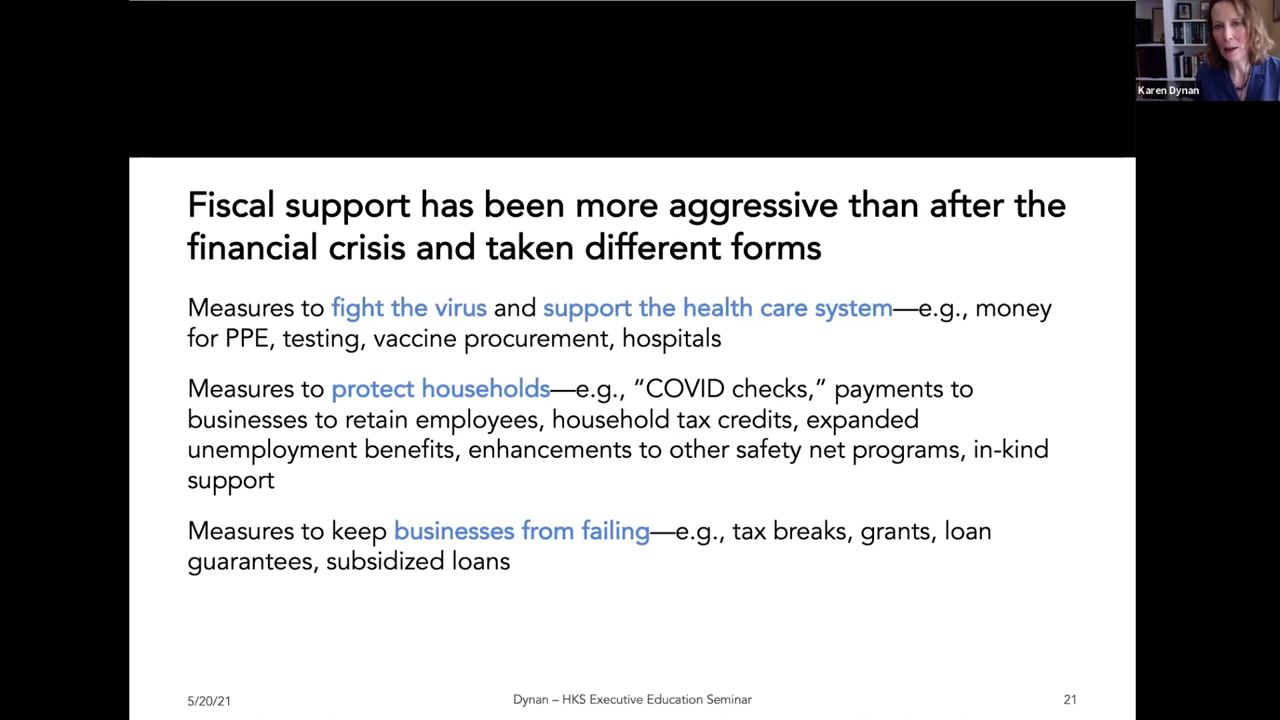 Karen Dynan
Fiscal support has been more aggressive than after the
financial crisis and taken different forms
Measures to fight the virus and support the health care system—e.g., money
for PPE, testing, vaccine procurement, hospitals
Measures to protect households—e.g., “COVID checks,” payments to
businesses to retain employees, household tax credits, expanded
unemployment benefits, enhancements to other safety net programs, in-kind
support
Measures to keep businesses from failing—e.g., tax breaks, grants, loan
guarantees, subsidized loans
5/20/21
Dynan – HKS Executive Education Seminar
21